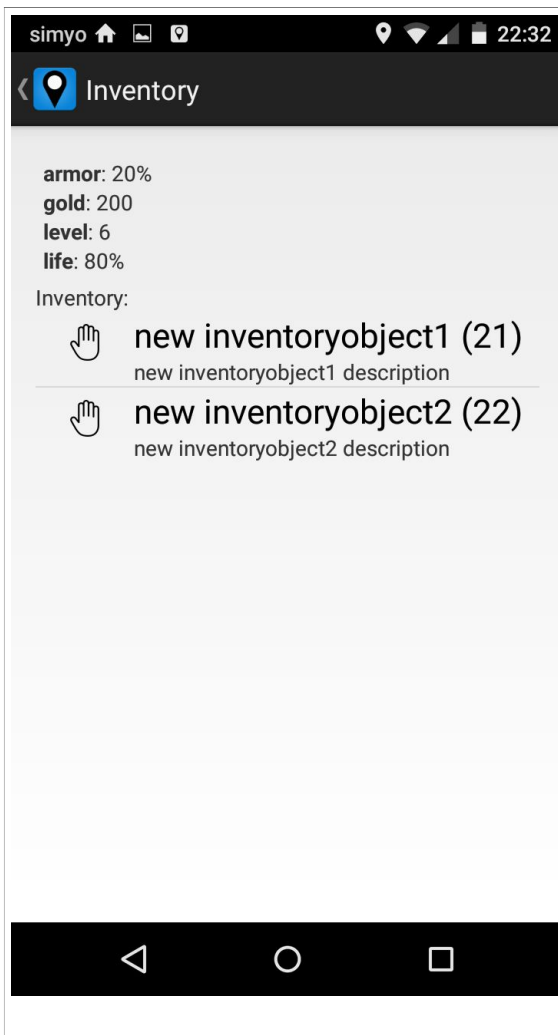 simyo 22:32
Inventory
armor: 20%
gold: 200
level: 6
life: 80%
Inventory:
new inventoryobject1 (21)
new inventoryobject1 description
new inventoryobject2 (22)
new inventoryobject2 description